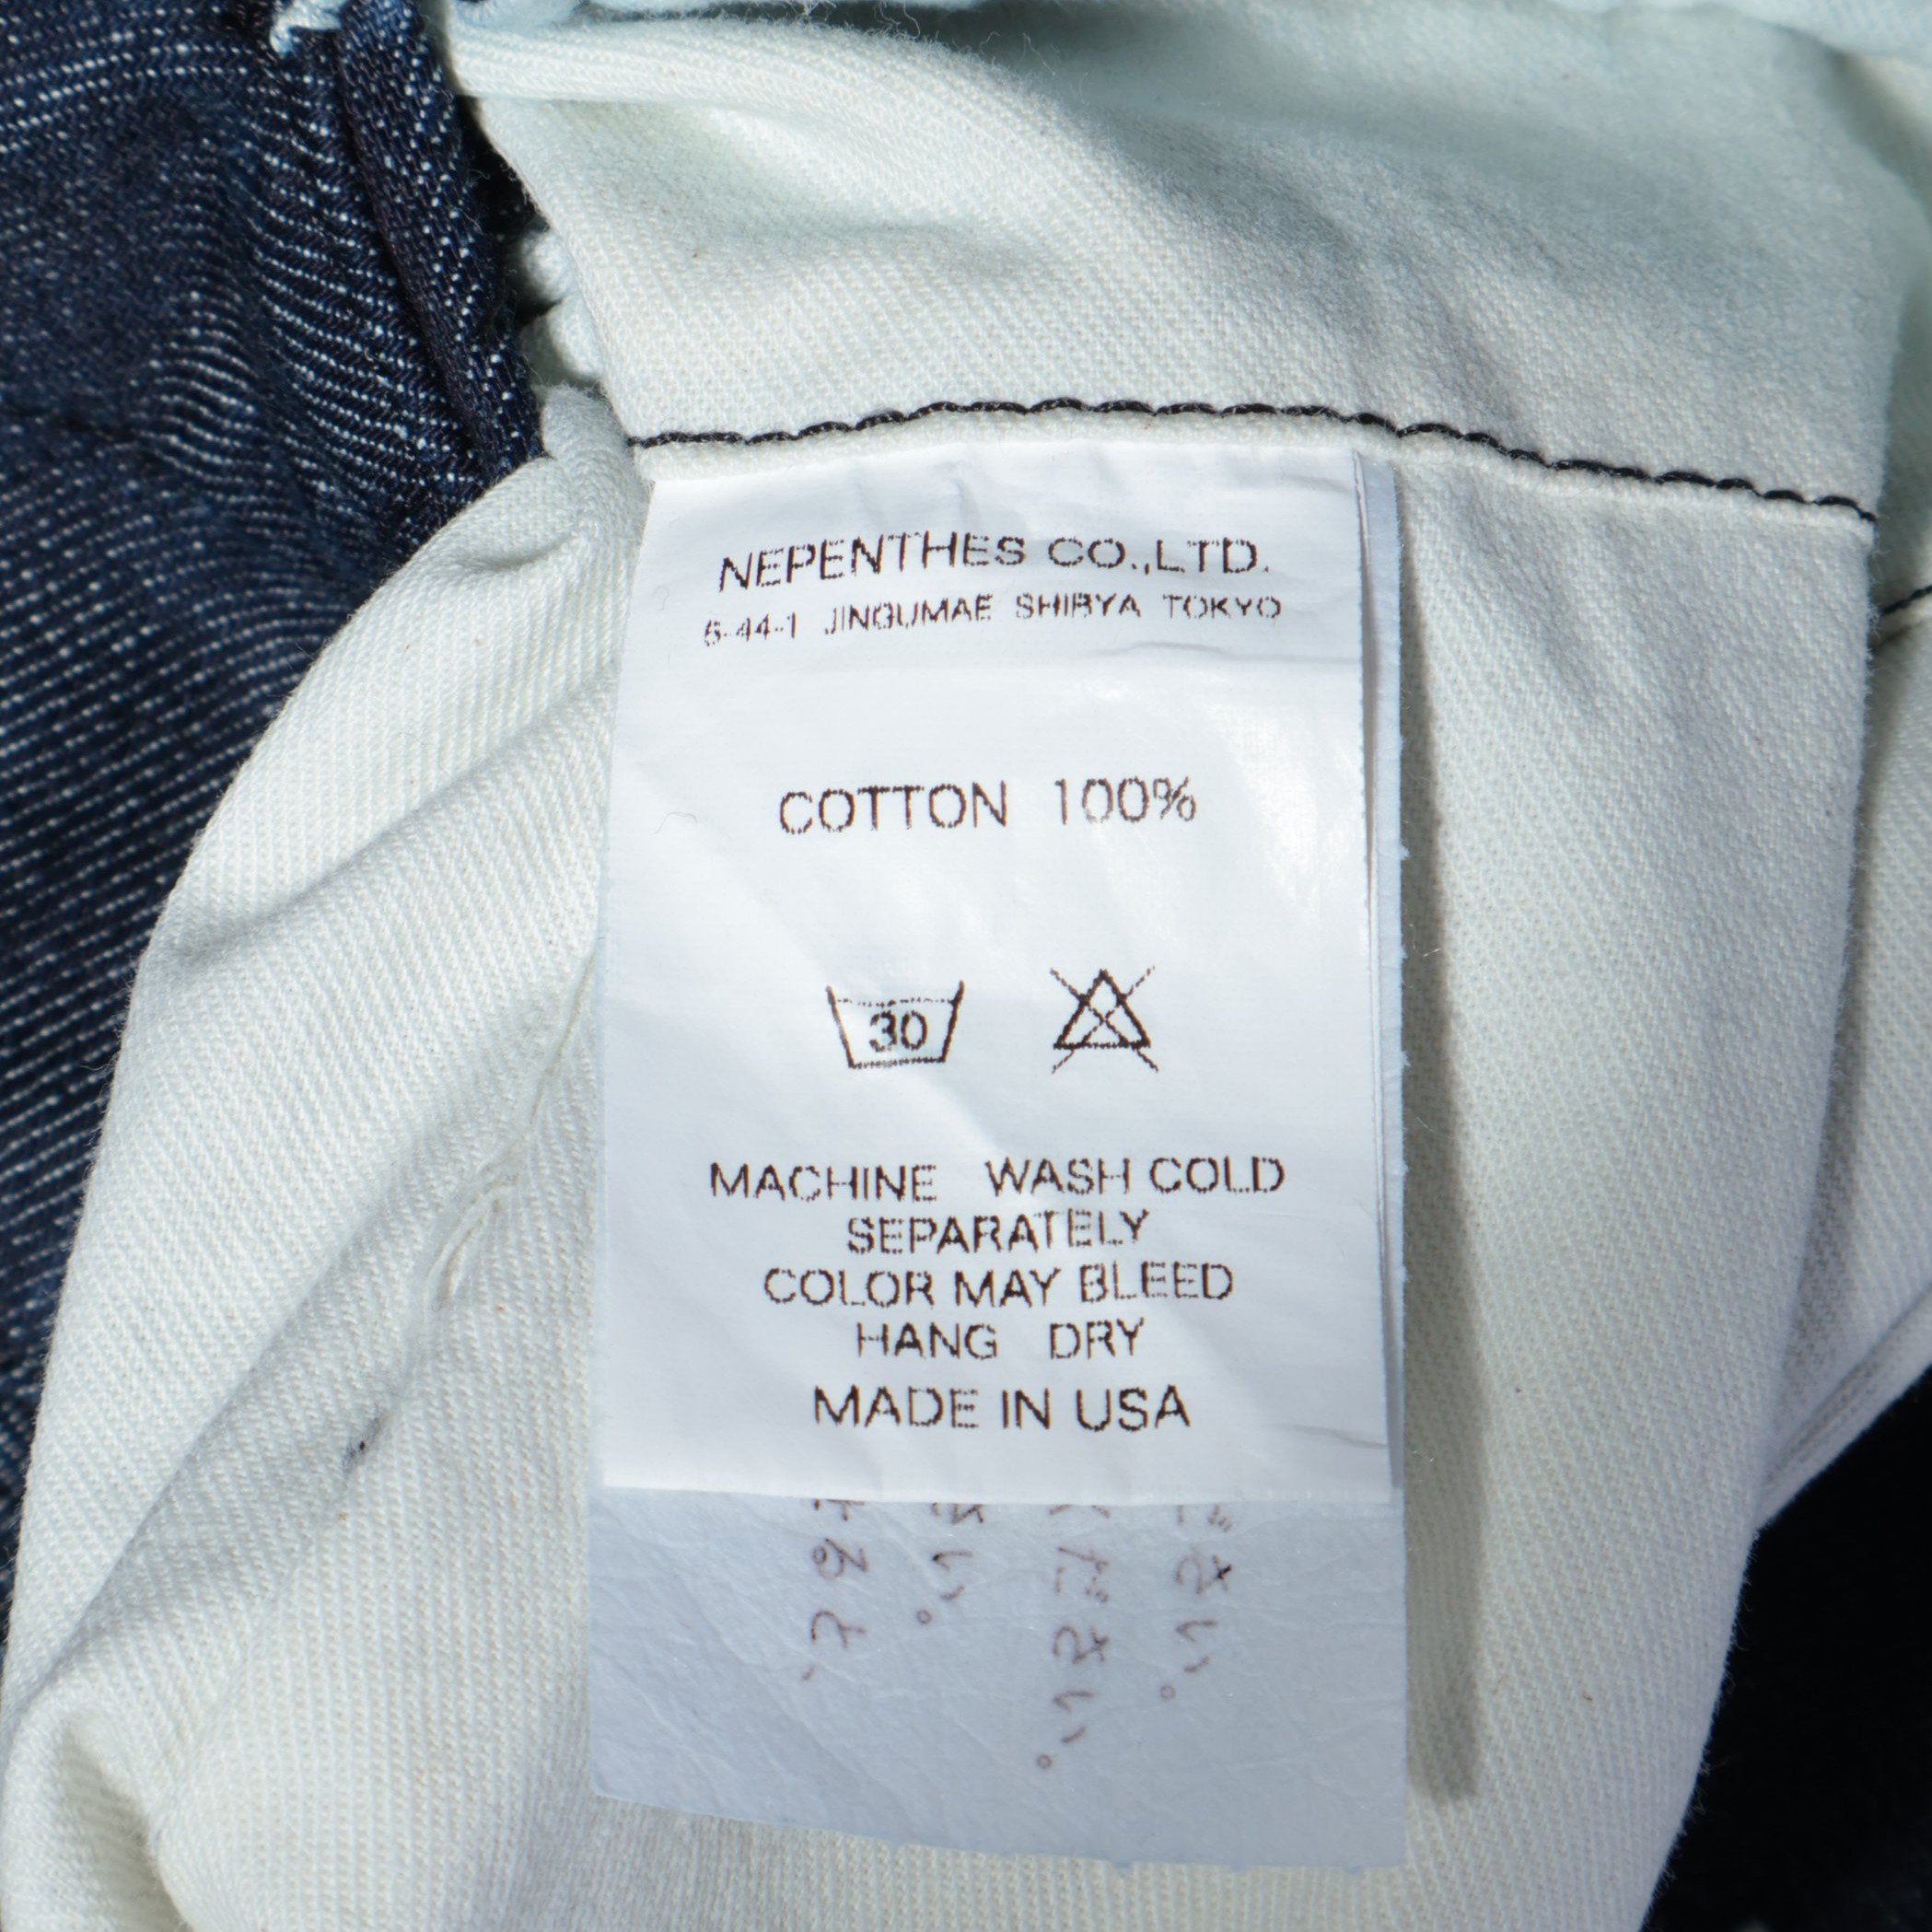 NEPENTHES CO.,LTD.
5-44-1 JINGUMAE SHIBYA TOKYO
COTTON 100%
30
MACHINE WASH COLD
SEPARATELY
COLOR MAY BLEED
HANG DRY
MADE IN USA